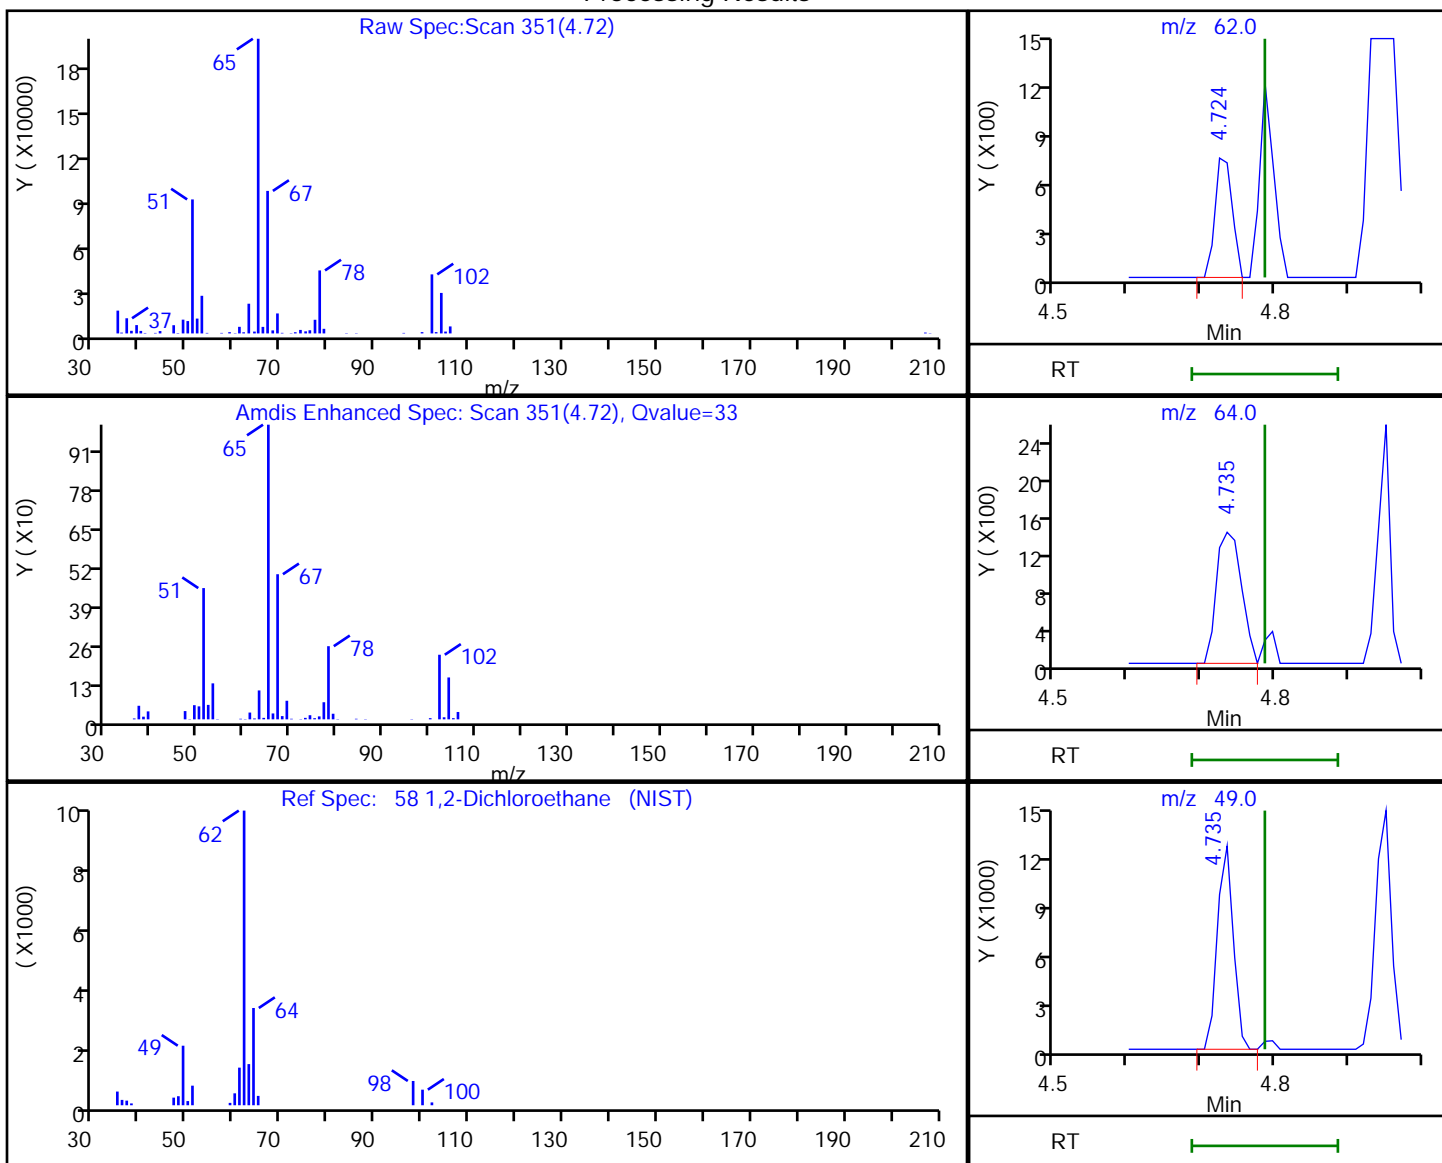 Processing Results
Raw Spec:Scan 351(4.72)
Y ( X10000)
18
15
12
9
6
3
0
65
51
67
78
102
37
30 50 70 90 110 130 150 170 190 210
m/z
m/z 62.0
Y ( X100)
15
12
9
6
3
0
4.724
4.5 4.8
Min
RT
Amdis Enhanced Spec: Scan 351(4.72), Qvalue=33
Y ( X10)
91
78
65
52
39
26
13
0
65
51
67
78
102
30 50 70 90 110 130 150 170 190 210
m/z
m/z 64.0
Y ( X100)
24
20
16
12
8
4
0
4.735
4.5 4.8
Min
RT
Ref Spec: 58 1,2-Dichloroethane (NIST)
( X1000)
10
8
6
4
2
0
62
64
49
98
100
30 50 70 90 110 130 150 170 190 210
m/z 49.0
Y ( X1000)
15
12
9
6
3
0
4.735
4.5 4.8
Min
RT